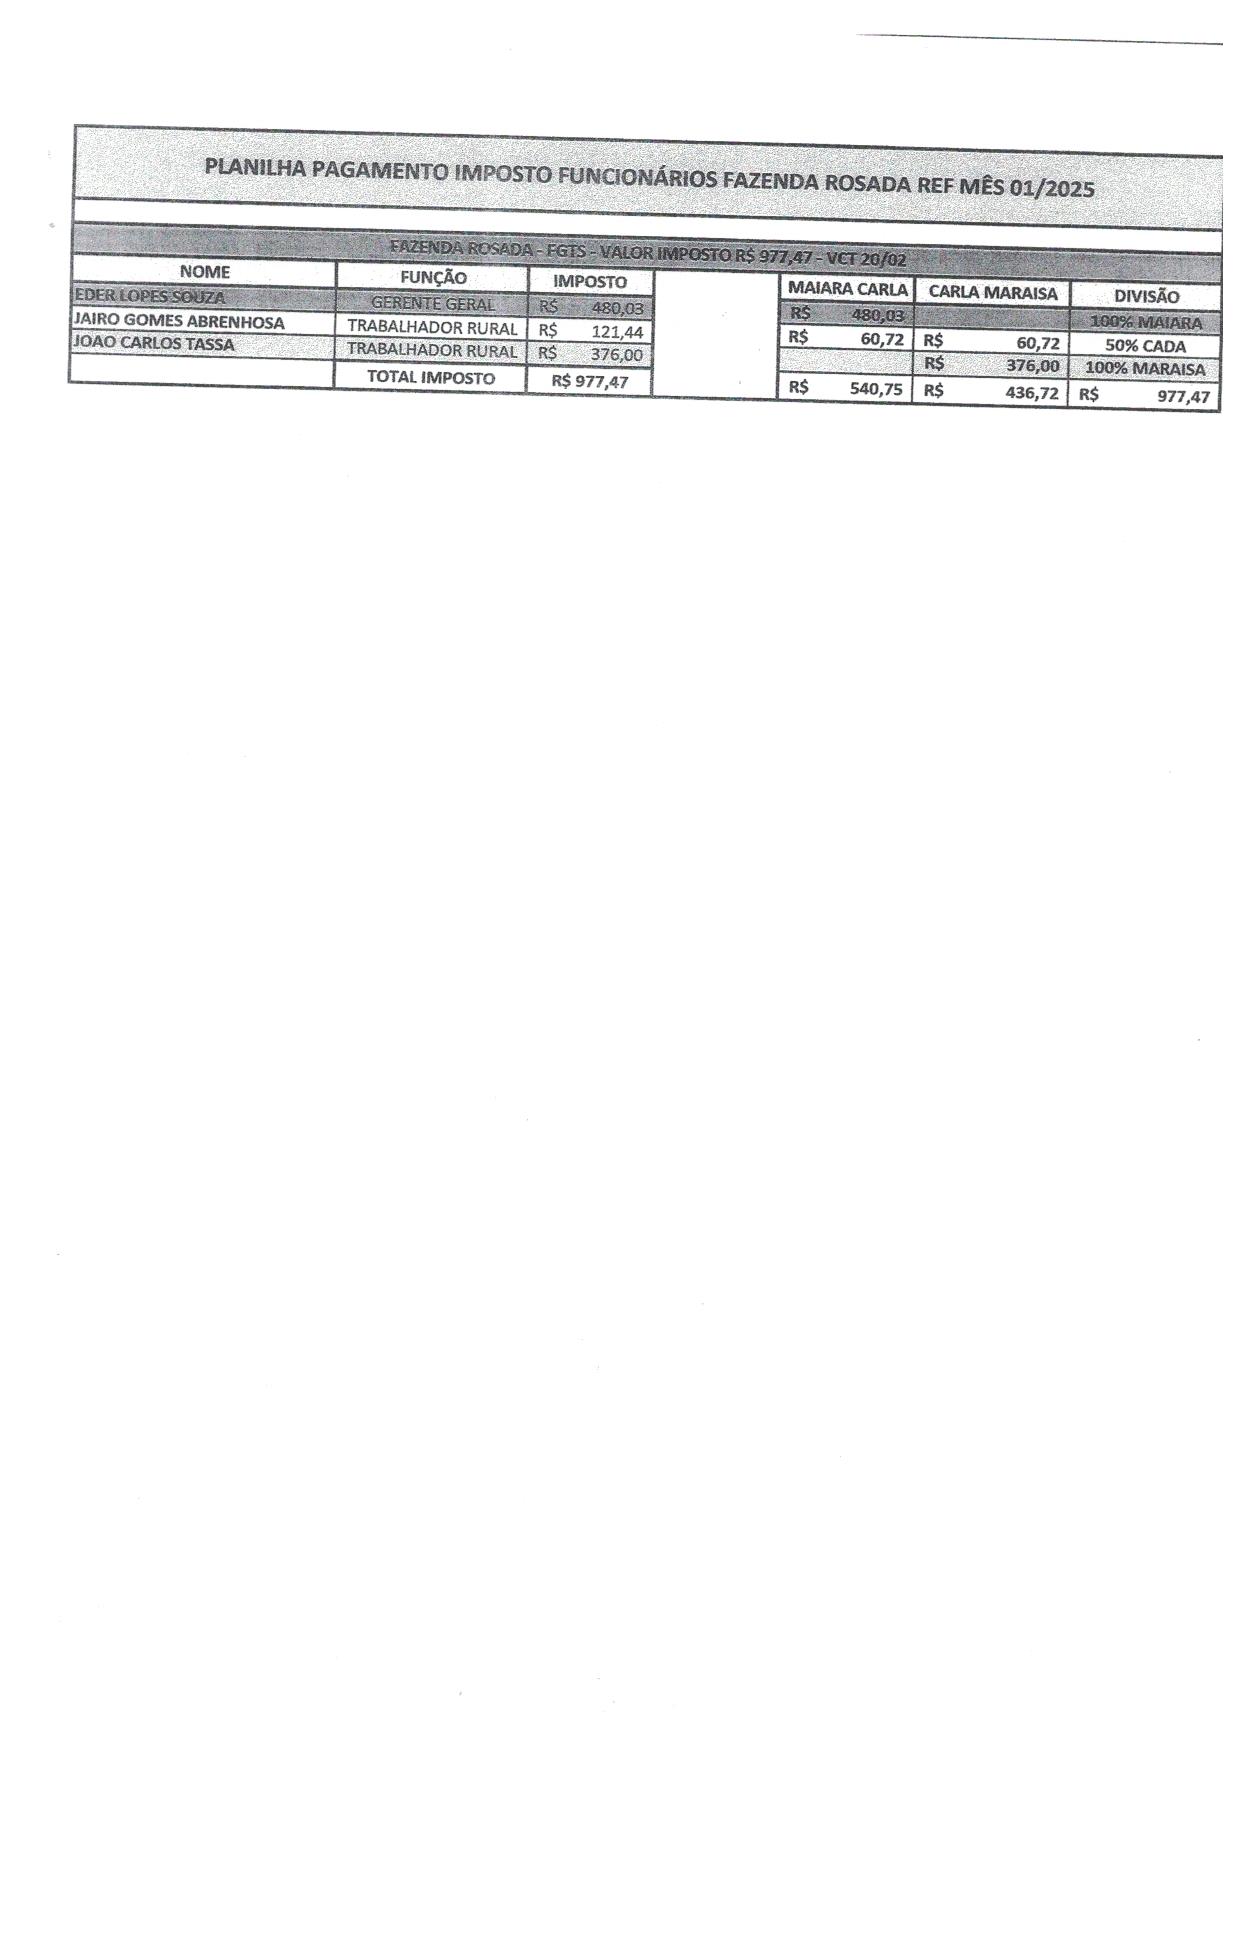 PLANILHA PAGAMENTO IMPOSTO FUNCIONÁRIOS FAZENDA ROSADA REF MÊS 01/2025
FAZENDA ROSADA - FGTS - VALOR IMPOSTO R$ 977,47 - VCT 20/02
NOME FUNÇÃO IMPOSTO MAIARA CARLA CARLA MARAISA DIVISÃO
EDER LOPES SOUZA GERENTE GERAL R$ 480,03 R$ 480,03 100% MAIARA
JAIRO GOMES ABRENHOSA TRABALHADOR RURAL R$ 121,44 R$ 60,72 R$ 60,72 50% CADA
JOAO CARLOS TASSA TRABALHADOR RURAL R$ 376,00 R$ 376,00 100% MARAISA
TOTAL IMPOSTO R$ 977,47 R$ 540,75 R$ 436,72 R$ 977,47